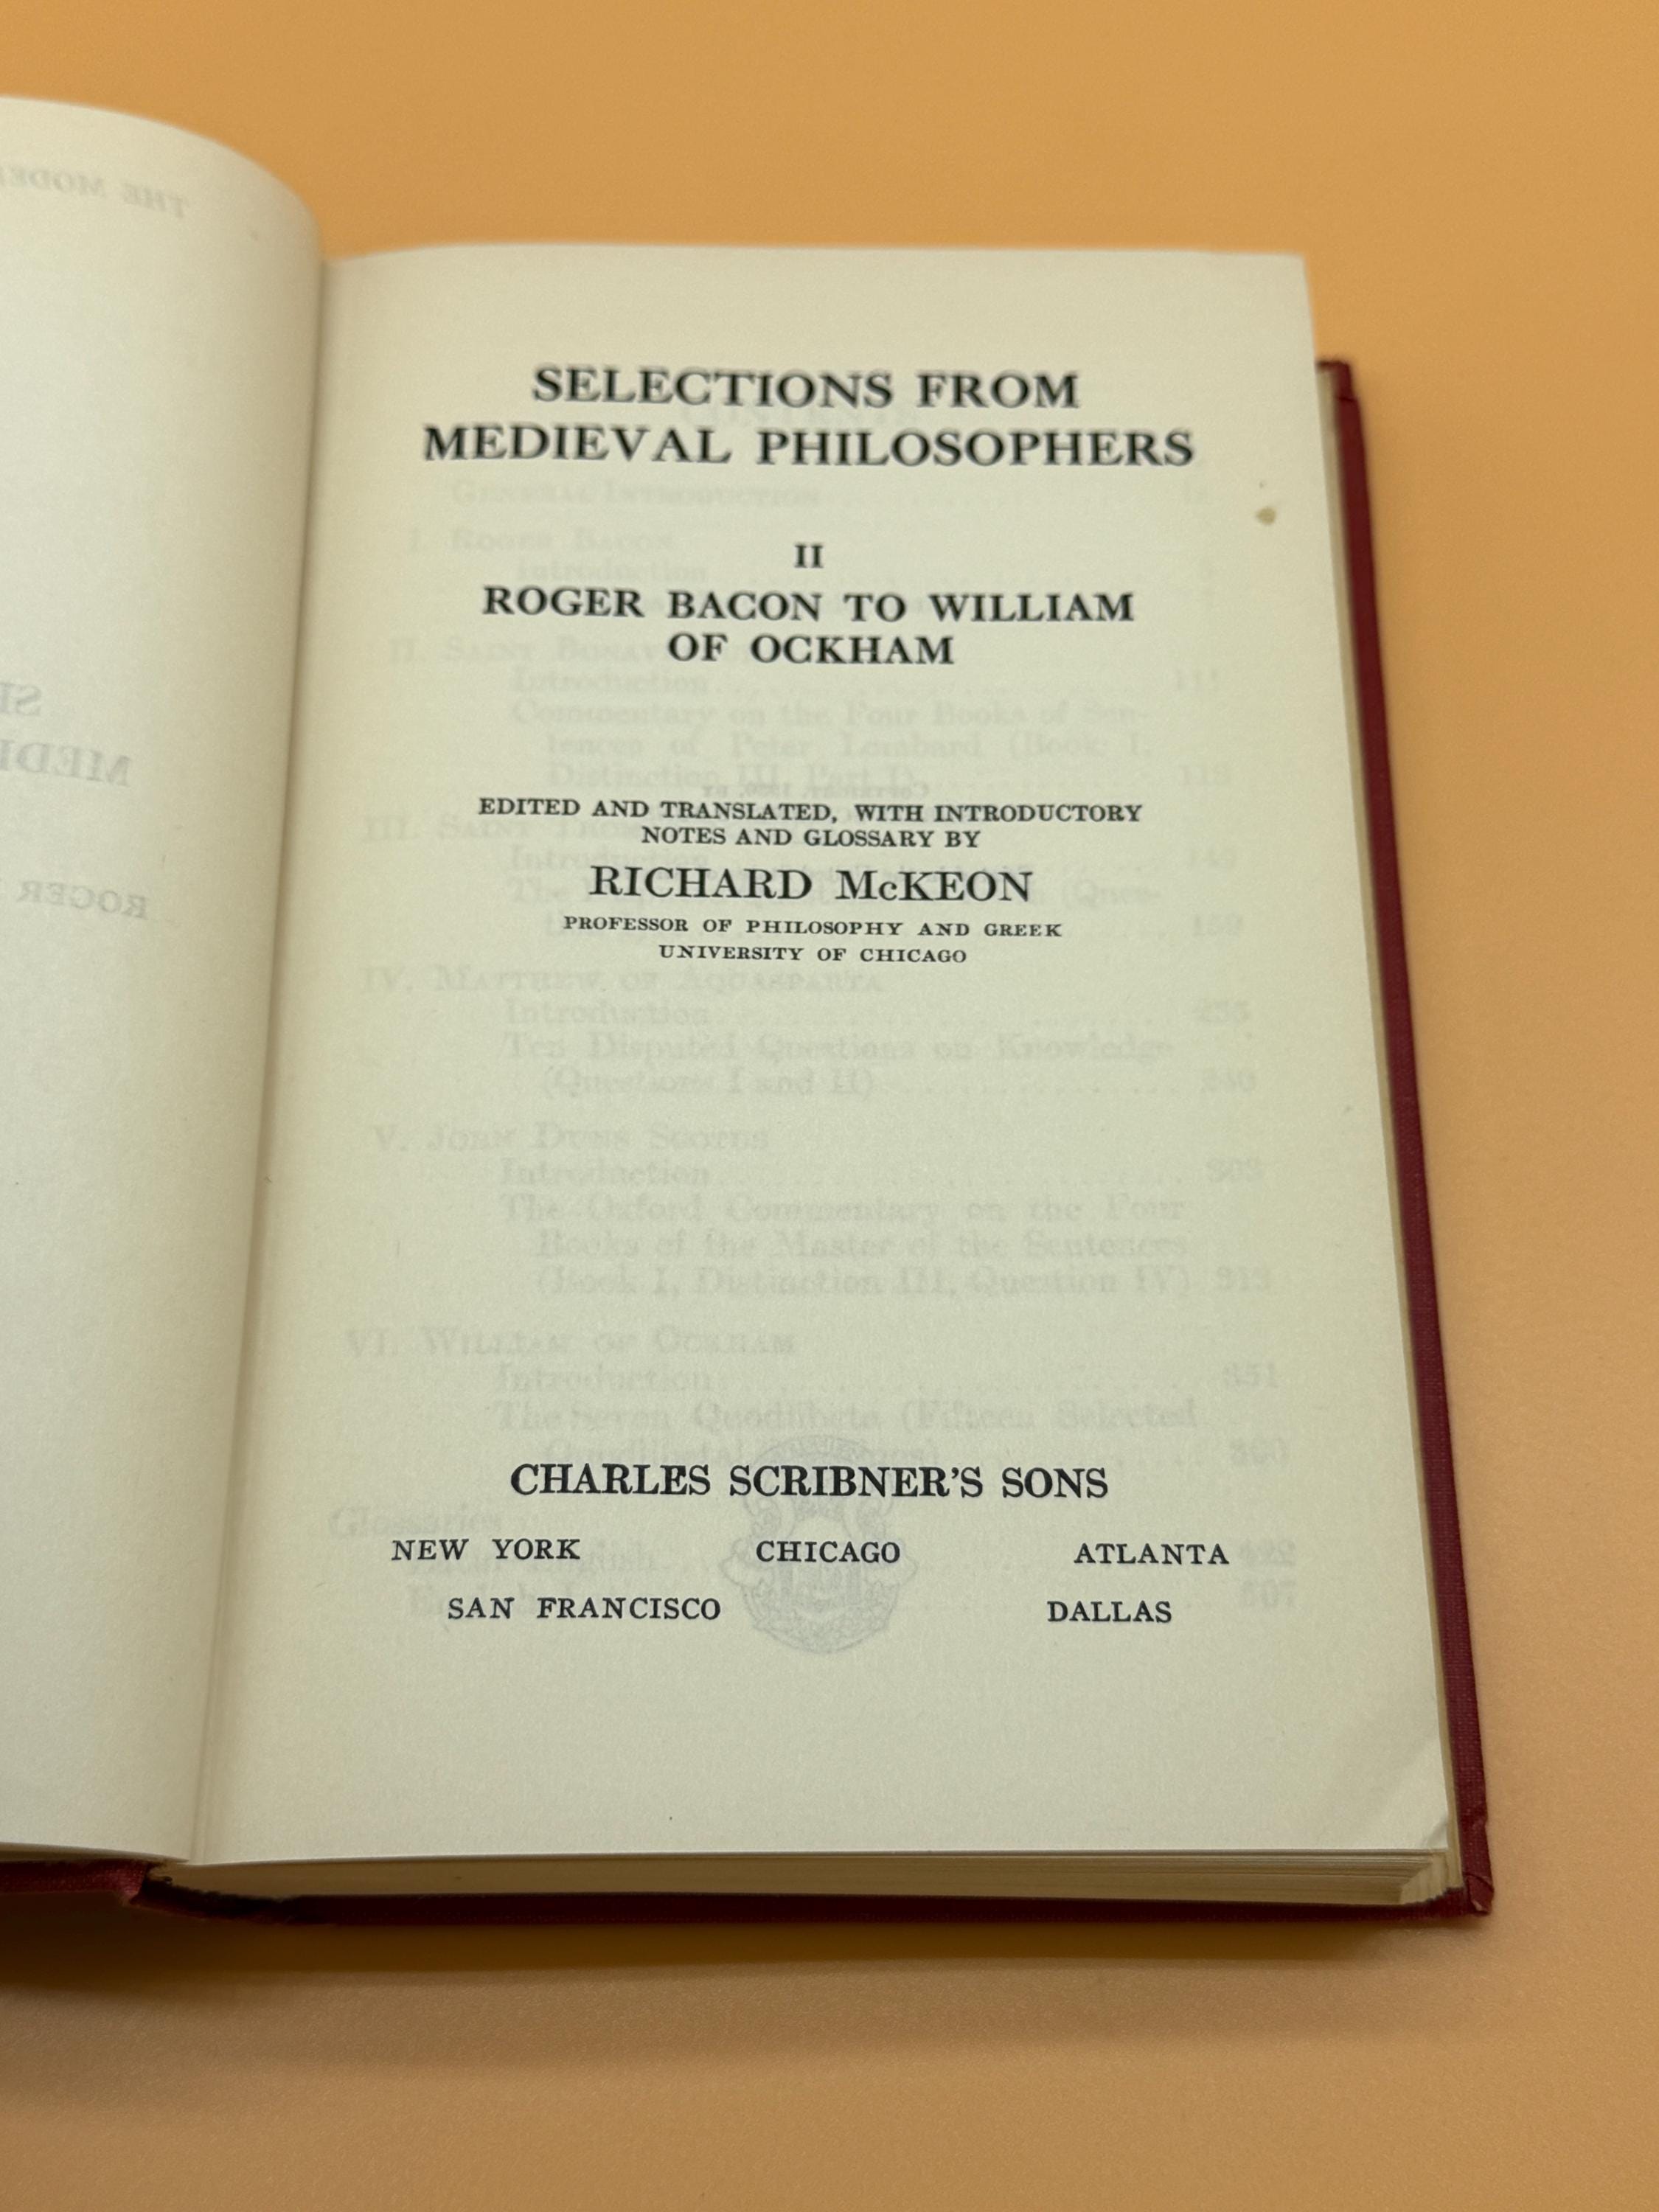 SELECTIONS FROM
MEDIEVAL PHILOSOPHERS
II
ROGER BACON TO WILLIAM
OF OCKHAM
EDITED AND TRANSLATED, WITH INTRODUCTORY
NOTES AND GLOSSARY BY
RICHARD McKEON
PROFESSOR OF PHILOSOPHY AND GREEK
UNIVERSITY OF CHICAGO
CHARLES SCRIBNER'S SONS
NEW YORK CHICAGO ATLANTA
SAN FRANCISCO DALLAS